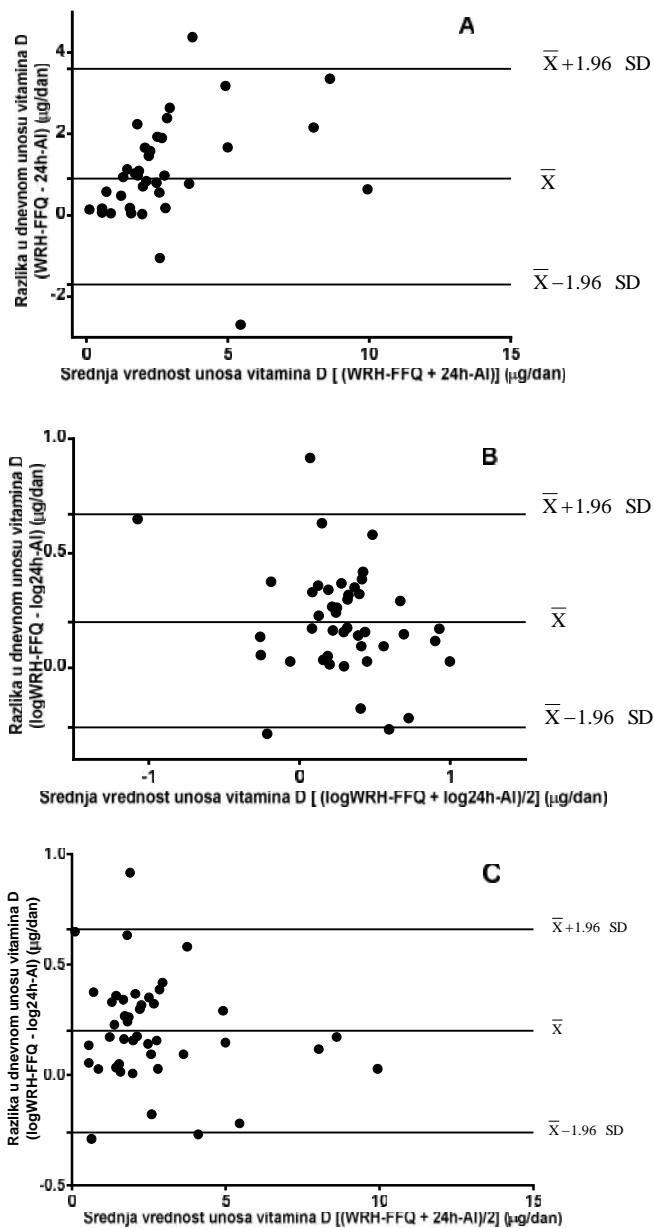 A
4
2
0
-2
Razlika u dnevnom unosu vitamina D
(WRH-FFQ - 24h-AI) (μg/dan)
X̅+1.96 SD
X̅
X̅−1.96 SD
0 5 10 15
Srednja vrednost unosa vitamina D [ (WRH-FFQ + 24h-AI)] (μg/dan)
B
1.0
0.5
0.0
Razlika u dnevnom unosu vitamina D
(logWRH-FFQ - log24h-AI) (μg/dan)
X̅+1.96 SD
X̅
X̅−1.96 SD
-1 0 1
Srednja vrednost unosa vitamina D [ (logWRH-FFQ + log24h-AI)/2] (μg/dan)
C
1.0
0.5
0.0
-0.5
Razlika u dnevnom unosu vitamina D
(logWRH-FFQ - log24h-AI) (μg/dan)
X̅+1.96 SD
X̅
X̅−1.96 SD
0 5 10 15
Srednja vrednost unosa vitamina D [(WRH-FFQ + 24h-AI)/2] (μg/dan)